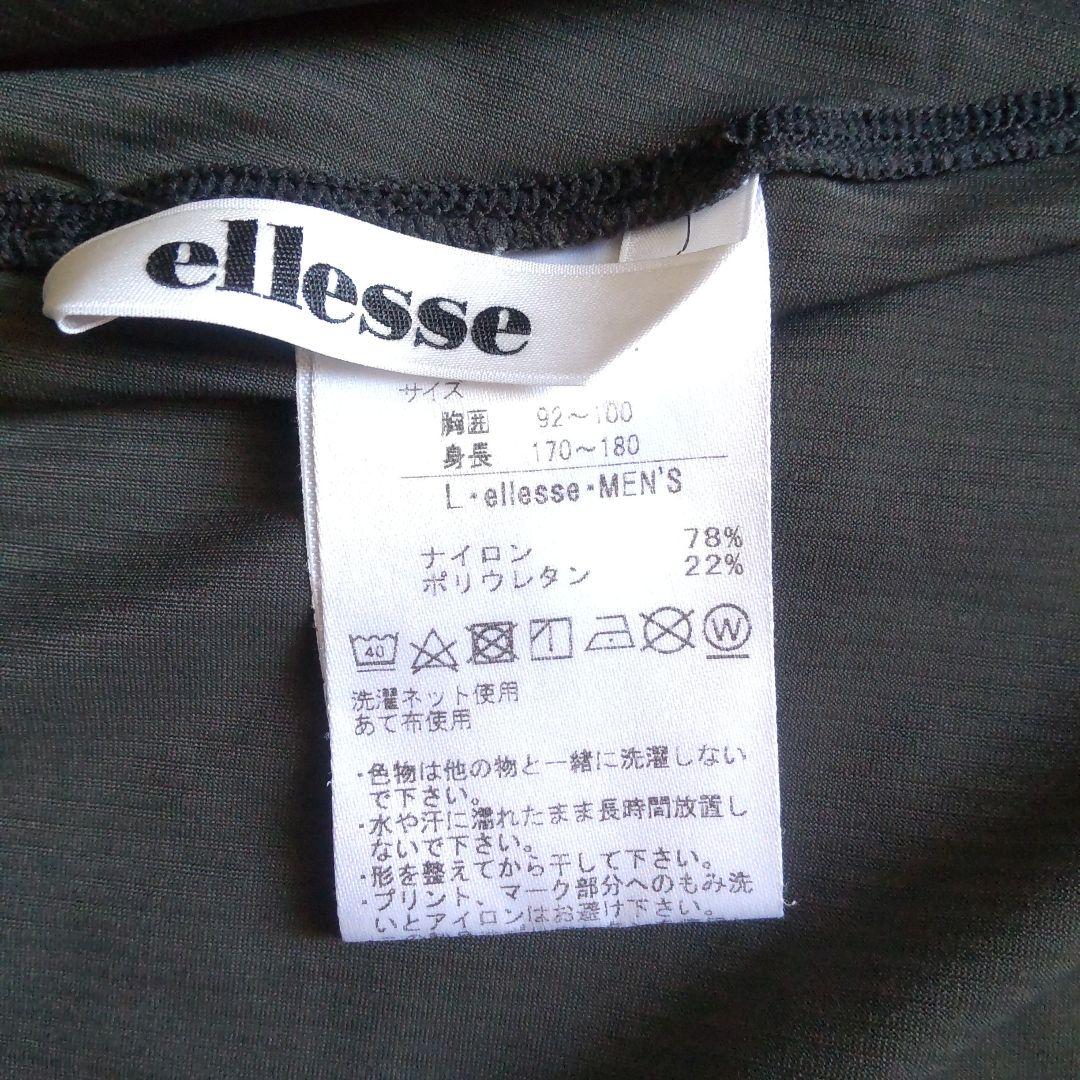 ellesse
サイズ
胸囲 92～100
身長 170～180
L・ellesse・MEN'S
ナイロン 78%
ポリウレタン 22%
40
W
洗濯ネット使用
あて布使用
・色物は他の物と一緒に洗濯しない
で下さい。
・水や汗に濡れたまま長時間放置し
ないで下さい。
・形を整えてから干して下さい。
・プリント、マーク部分へのもみ洗
いとアイロンはお避け下さい。